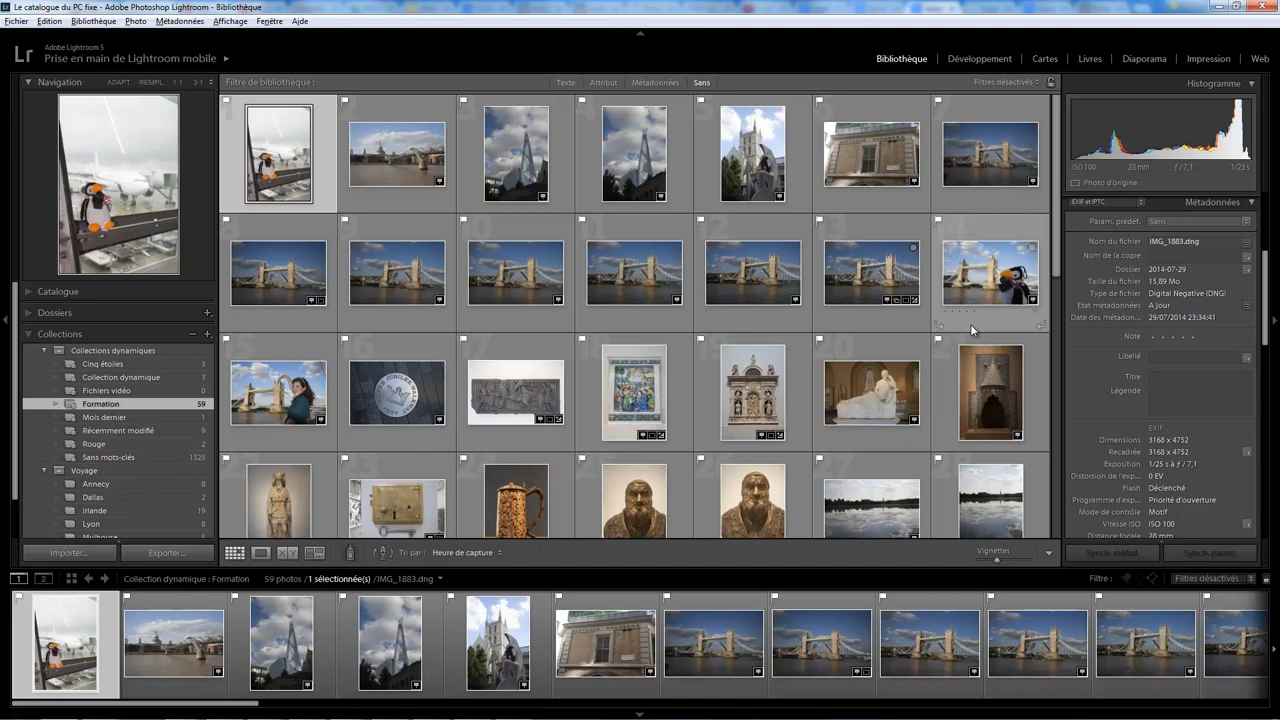 Le catalogue du PC fixe - Adobe Photoshop Lightroom - Bibliothèque
Fichier Edition Bibliothèque Photo Métadonnées Affichage Fenêtre Aide
Lr
Adobe Lightroom 5
Prise en main de Lightroom mobile
Bibliothèque Développement Cartes Livres Diaporama Impression Web
Navigation ADAPT REMPL. 1:1 3:1
Filtre de bibliothèque : Texte Attribut Métadonnées Sans Filtres désactivés
Histogramme
ISO 100 28 mm ƒ / 7,1 1/25 s
Photo d'origine
EXIF et IPTC Métadonnées
Param. prédéf. Sans
Nom du fichier IMG_1883.dng
Nom de la copie
Dossier 2014-07-29
Taille du fichier 15,89 Mo
Type de fichier Digital Negative (DNG)
Etat métadonnées A jour
Date des métadon... 29/07/2014 23:34:41
Note
Libellé
Titre
Légende
EXIF
Dimensions 3168 x 4752
Recadrée 3168 x 4752
Exposition 1/25 s à ƒ / 7,1
Distorsion de l'exp... 0 EV
Flash Déclenché
Programme d'exp... Priorité d'ouverture
Mode de contrôle Motif
Vitesse ISO ISO 100
Distance focale 28 mm
Synch. métad. Synch. param.
Catalogue
Dossiers
Collections
Collections dynamiques
Cinq étoiles 3
Collection dynamique 3
Fichiers vidéo 0
Formation 59
Mois dernier 1
Récemment modifié 9
Rouge 2
Sans mots-clés 1325
Voyage
Annecy 8
Dallas 2
Irlande 19
Lyon 8
Importer... Exporter...
Tri par : Heure de capture
Vignettes
1 2 Collection dynamique : Formation 59 photos / 1 sélectionnée(s) / IMG_1883.dng Filtre : Filtres désactivés